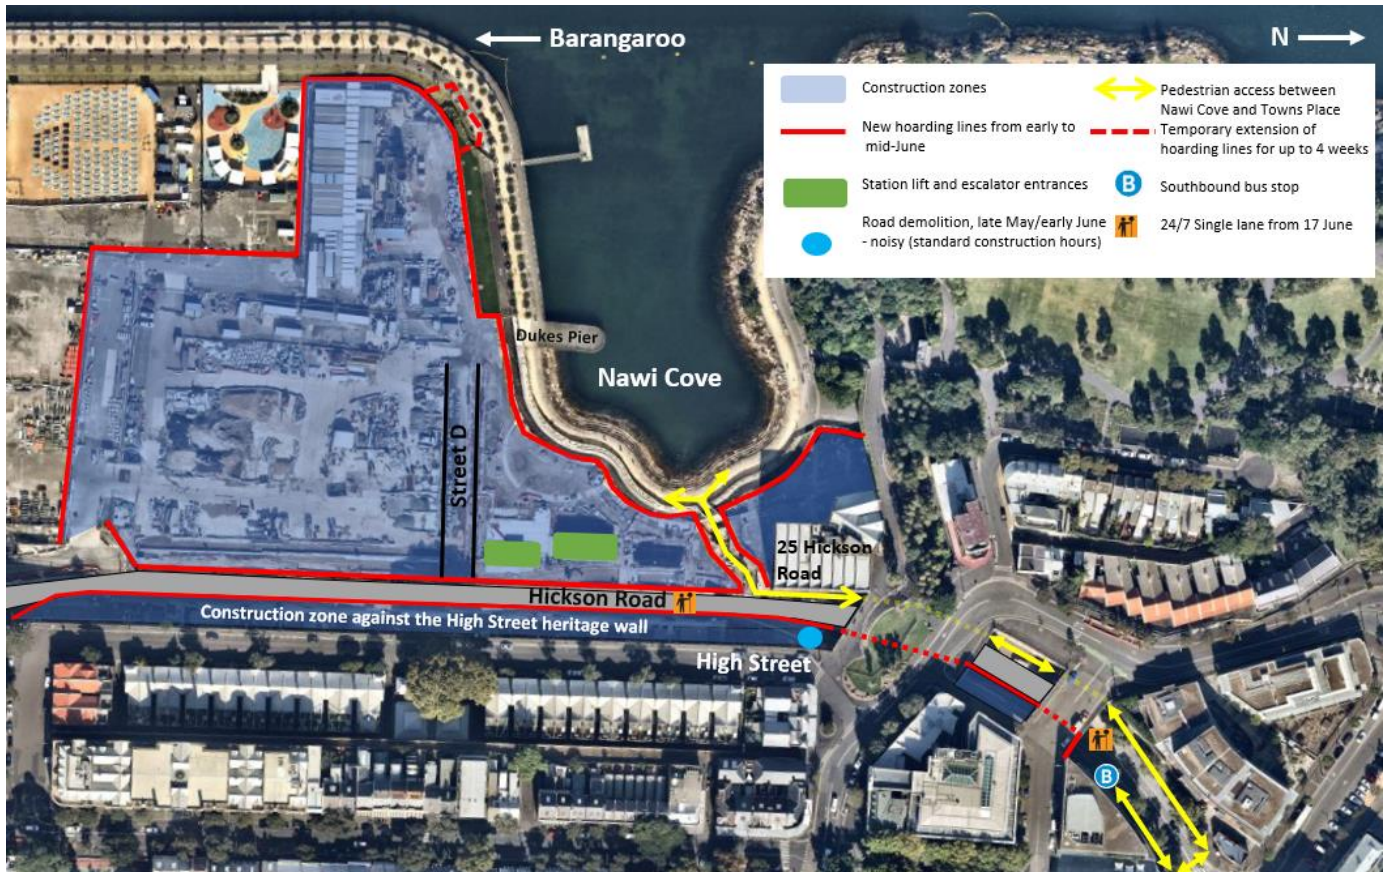 Barangaroo
N
Construction zones
New hoarding lines from early to
mid-June
Station lift and escalator entrances
Road demolition, late May/early June
- noisy (standard construction hours)
Pedestrian access between
Nawi Cove and Towns Place
Temporary extension of
hoarding lines for up to 4 weeks
B
Southbound bus stop
24/7 Single lane from 17 June
Dukes Pier
Nawi Cove
Street D
25 Hickson
Road
Hickson Road
Construction zone against the High Street heritage wall
High Street
B